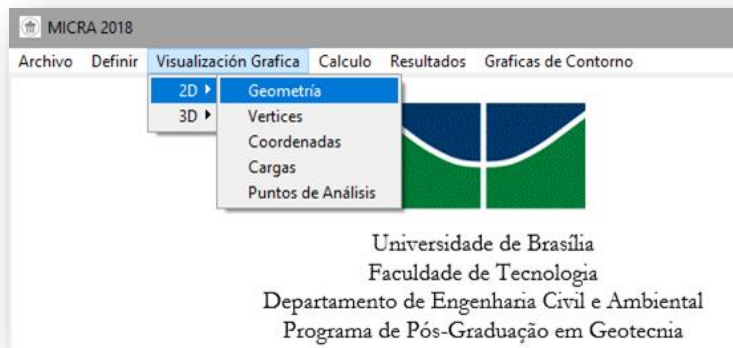 MICRA 2018
Archivo Definir Visualización Grafica Calculo Resultados Graficas de Contorno
2D Geometría
3D Vertices
Coordenadas
Cargas
Puntos de Análisis
Universidade de Brasília
Faculdade de Tecnologia
Departamento de Engenharia Civil e Ambiental
Programa de Pós-Graduação em Geotecnia